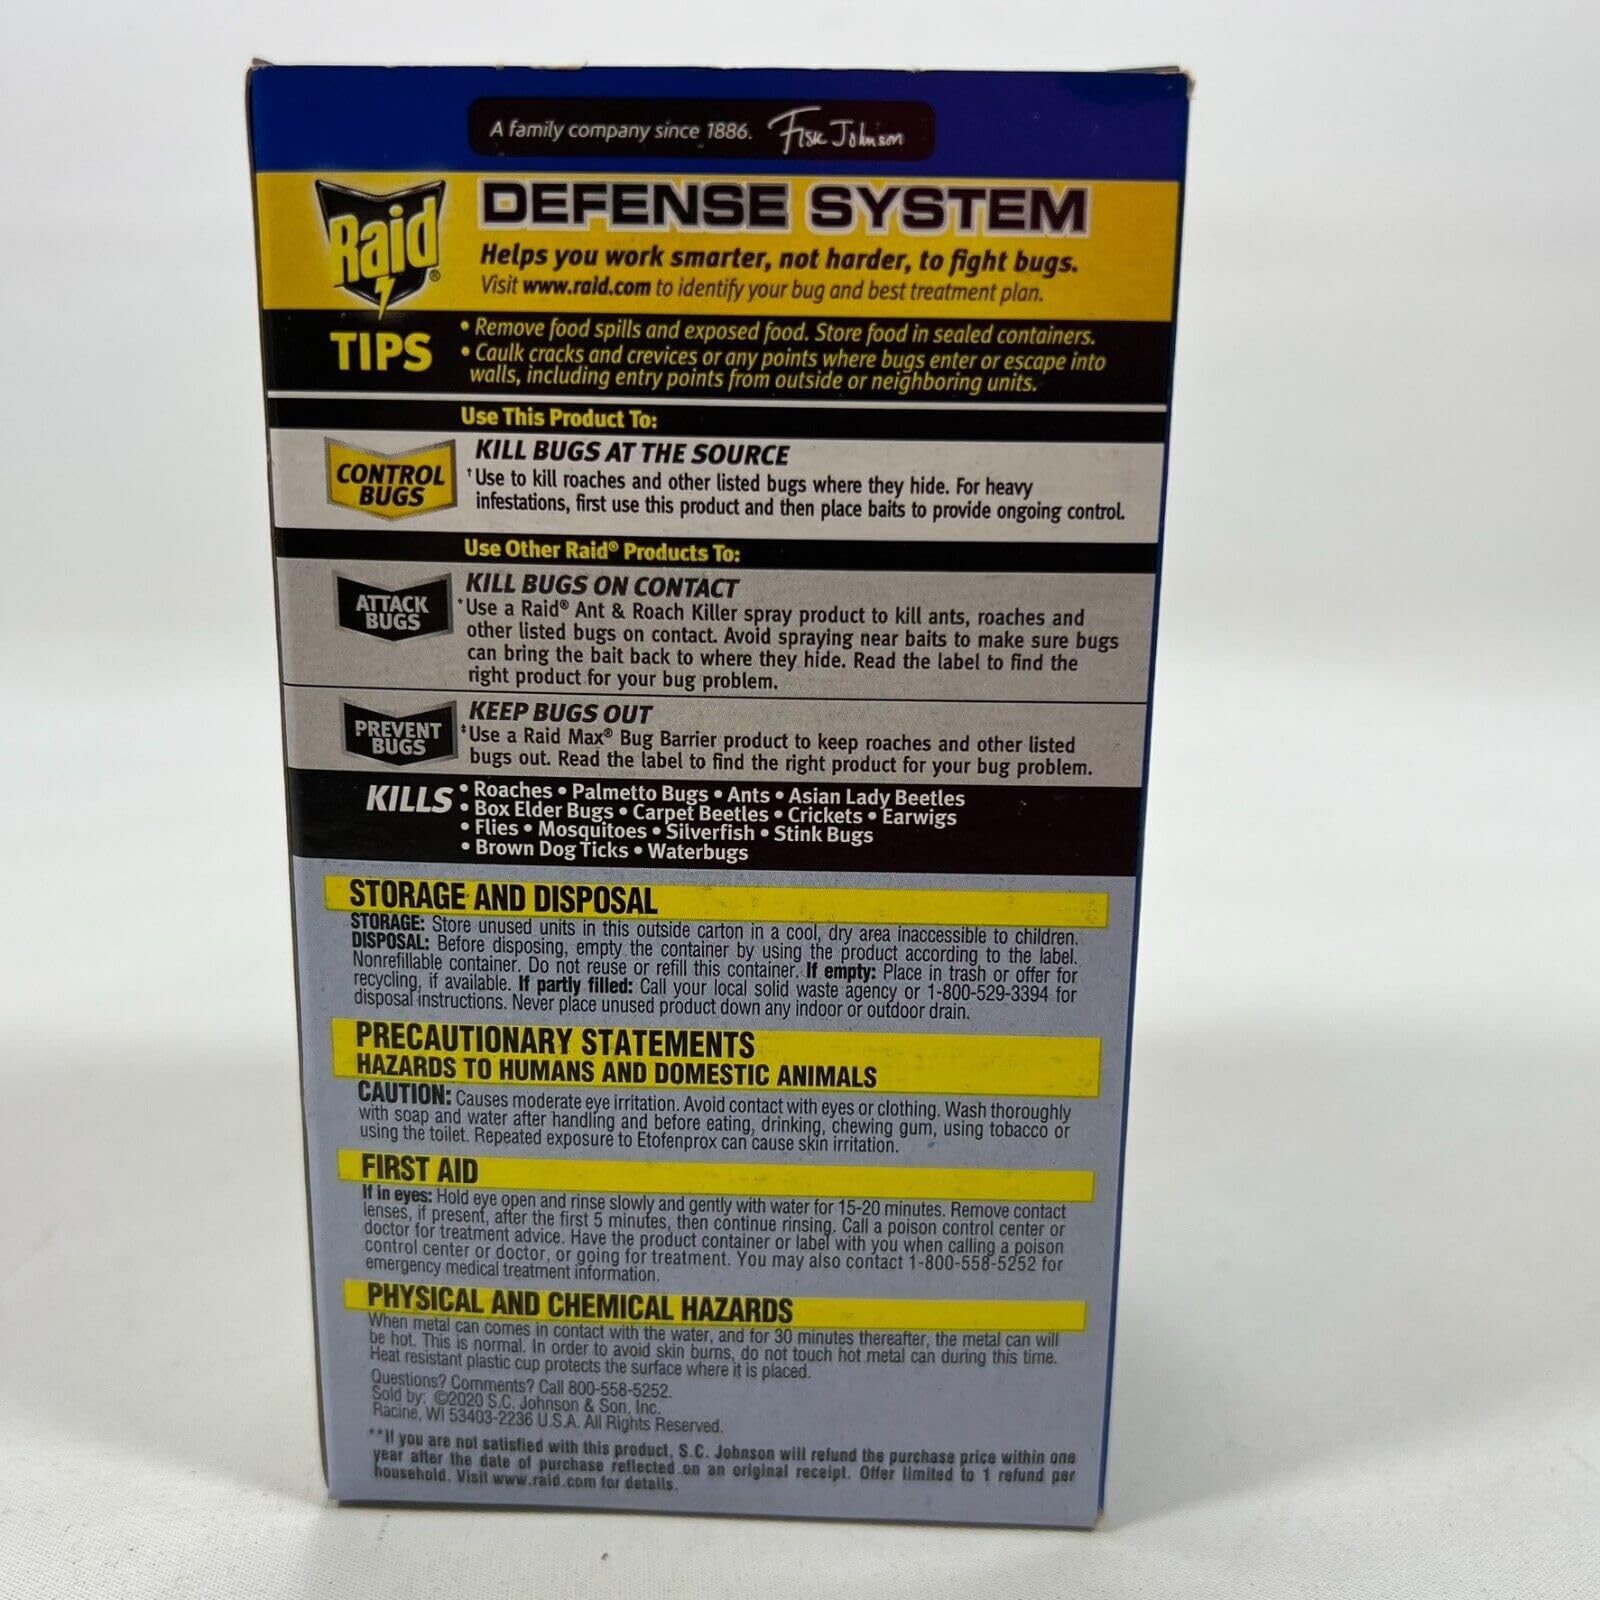 A family company since 1886. Fisk Johnson
Raid®
DEFENSE SYSTEM
Helps you work smarter, not harder, to fight bugs.
Visit www.raid.com to identify your bug and best treatment plan.
TIPS
• Remove food spills and exposed food. Store food in sealed containers.
• Caulk cracks and crevices or any points where bugs enter or escape into
walls, including entry points from outside or neighboring units.
Use This Product To:
CONTROL
BUGS
KILL BUGS AT THE SOURCE
†Use to kill roaches and other listed bugs where they hide. For heavy
infestations, first use this product and then place baits to provide ongoing control.
Use Other Raid® Products To:
ATTACK
BUGS
KILL BUGS ON CONTACT
*Use a Raid® Ant & Roach Killer spray product to kill ants, roaches and
other listed bugs on contact. Avoid spraying near baits to make sure bugs
can bring the bait back to where they hide. Read the label to find the
right product for your bug problem.
PREVENT
BUGS
KEEP BUGS OUT
‡Use a Raid Max® Bug Barrier product to keep roaches and other listed
bugs out. Read the label to find the right product for your bug problem.
KILLS
• Roaches • Palmetto Bugs • Ants • Asian Lady Beetles
• Box Elder Bugs • Carpet Beetles • Crickets • Earwigs
• Flies • Mosquitoes • Silverfish • Stink Bugs
• Brown Dog Ticks • Waterbugs
STORAGE AND DISPOSAL
STORAGE: Store unused units in this outside carton in a cool, dry area inaccessible to children.
DISPOSAL: Before disposing, empty the container by using the product according to the label.
Nonrefillable container. Do not reuse or refill this container. If empty: Place in trash or offer for
recycling, if available. If partly filled: Call your local solid waste agency or 1-800-529-3394 for
disposal instructions. Never place unused product down any indoor or outdoor drain.
PRECAUTIONARY STATEMENTS
HAZARDS TO HUMANS AND DOMESTIC ANIMALS
CAUTION: Causes moderate eye irritation. Avoid contact with eyes or clothing. Wash thoroughly
with soap and water after handling and before eating, drinking, chewing gum, using tobacco or
using the toilet. Repeated exposure to Etofenprox can cause skin irritation.
FIRST AID
If in eyes: Hold eye open and rinse slowly and gently with water for 15-20 minutes. Remove contact
lenses, if present, after the first 5 minutes, then continue rinsing. Call a poison control center or
doctor for treatment advice. Have the product container or label with you when calling a poison
control center or doctor, or going for treatment. You may also contact 1-800-558-5252 for
emergency medical treatment information.
PHYSICAL AND CHEMICAL HAZARDS
When metal can comes in contact with the water, and for 30 minutes thereafter, the metal can will
be hot. This is normal. In order to avoid skin burns, do not touch hot metal can during this time.
Heat resistant plastic cup protects the surface where it is placed.
Questions? Comments? Call 800-558-5252.
Sold by: ©2020 S.C. Johnson & Son, Inc.
Racine, WI 53403-2236 U.S.A. All Rights Reserved.
**If you are not satisfied with this product, S.C. Johnson will refund the purchase price within one
year after the date of purchase reflected on an original receipt. Offer limited to 1 refund per
household. Visit www.raid.com for details.